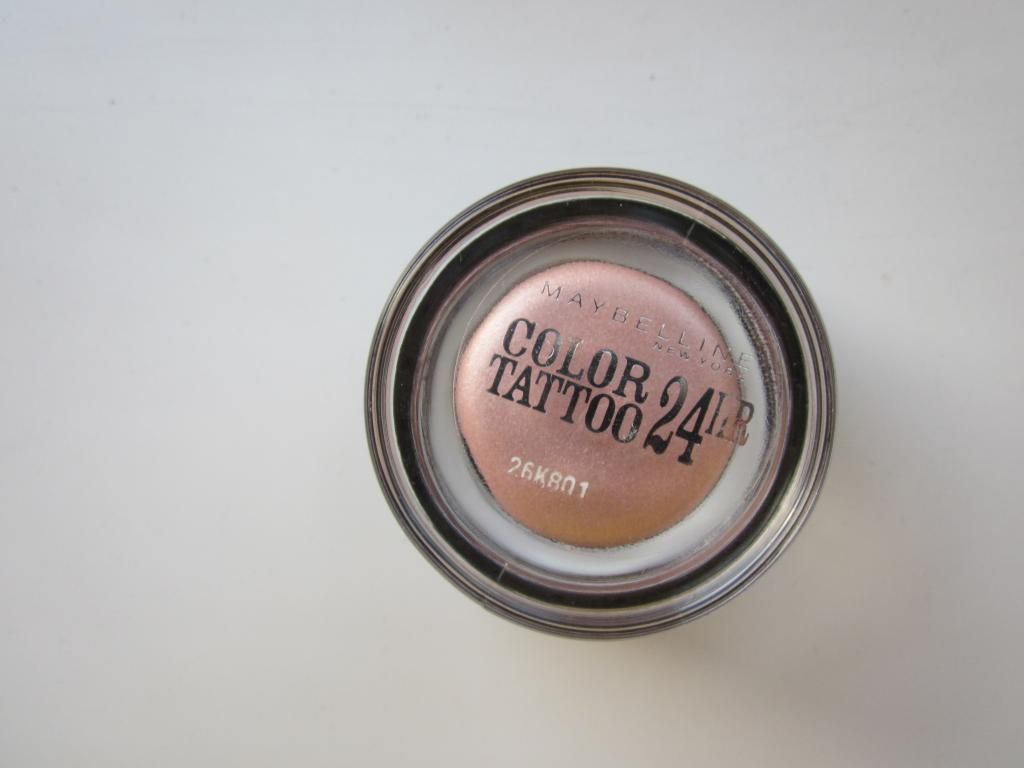 MAYBELLINE
NEW YORK
COLOR
TATTOO 24HR
26K801